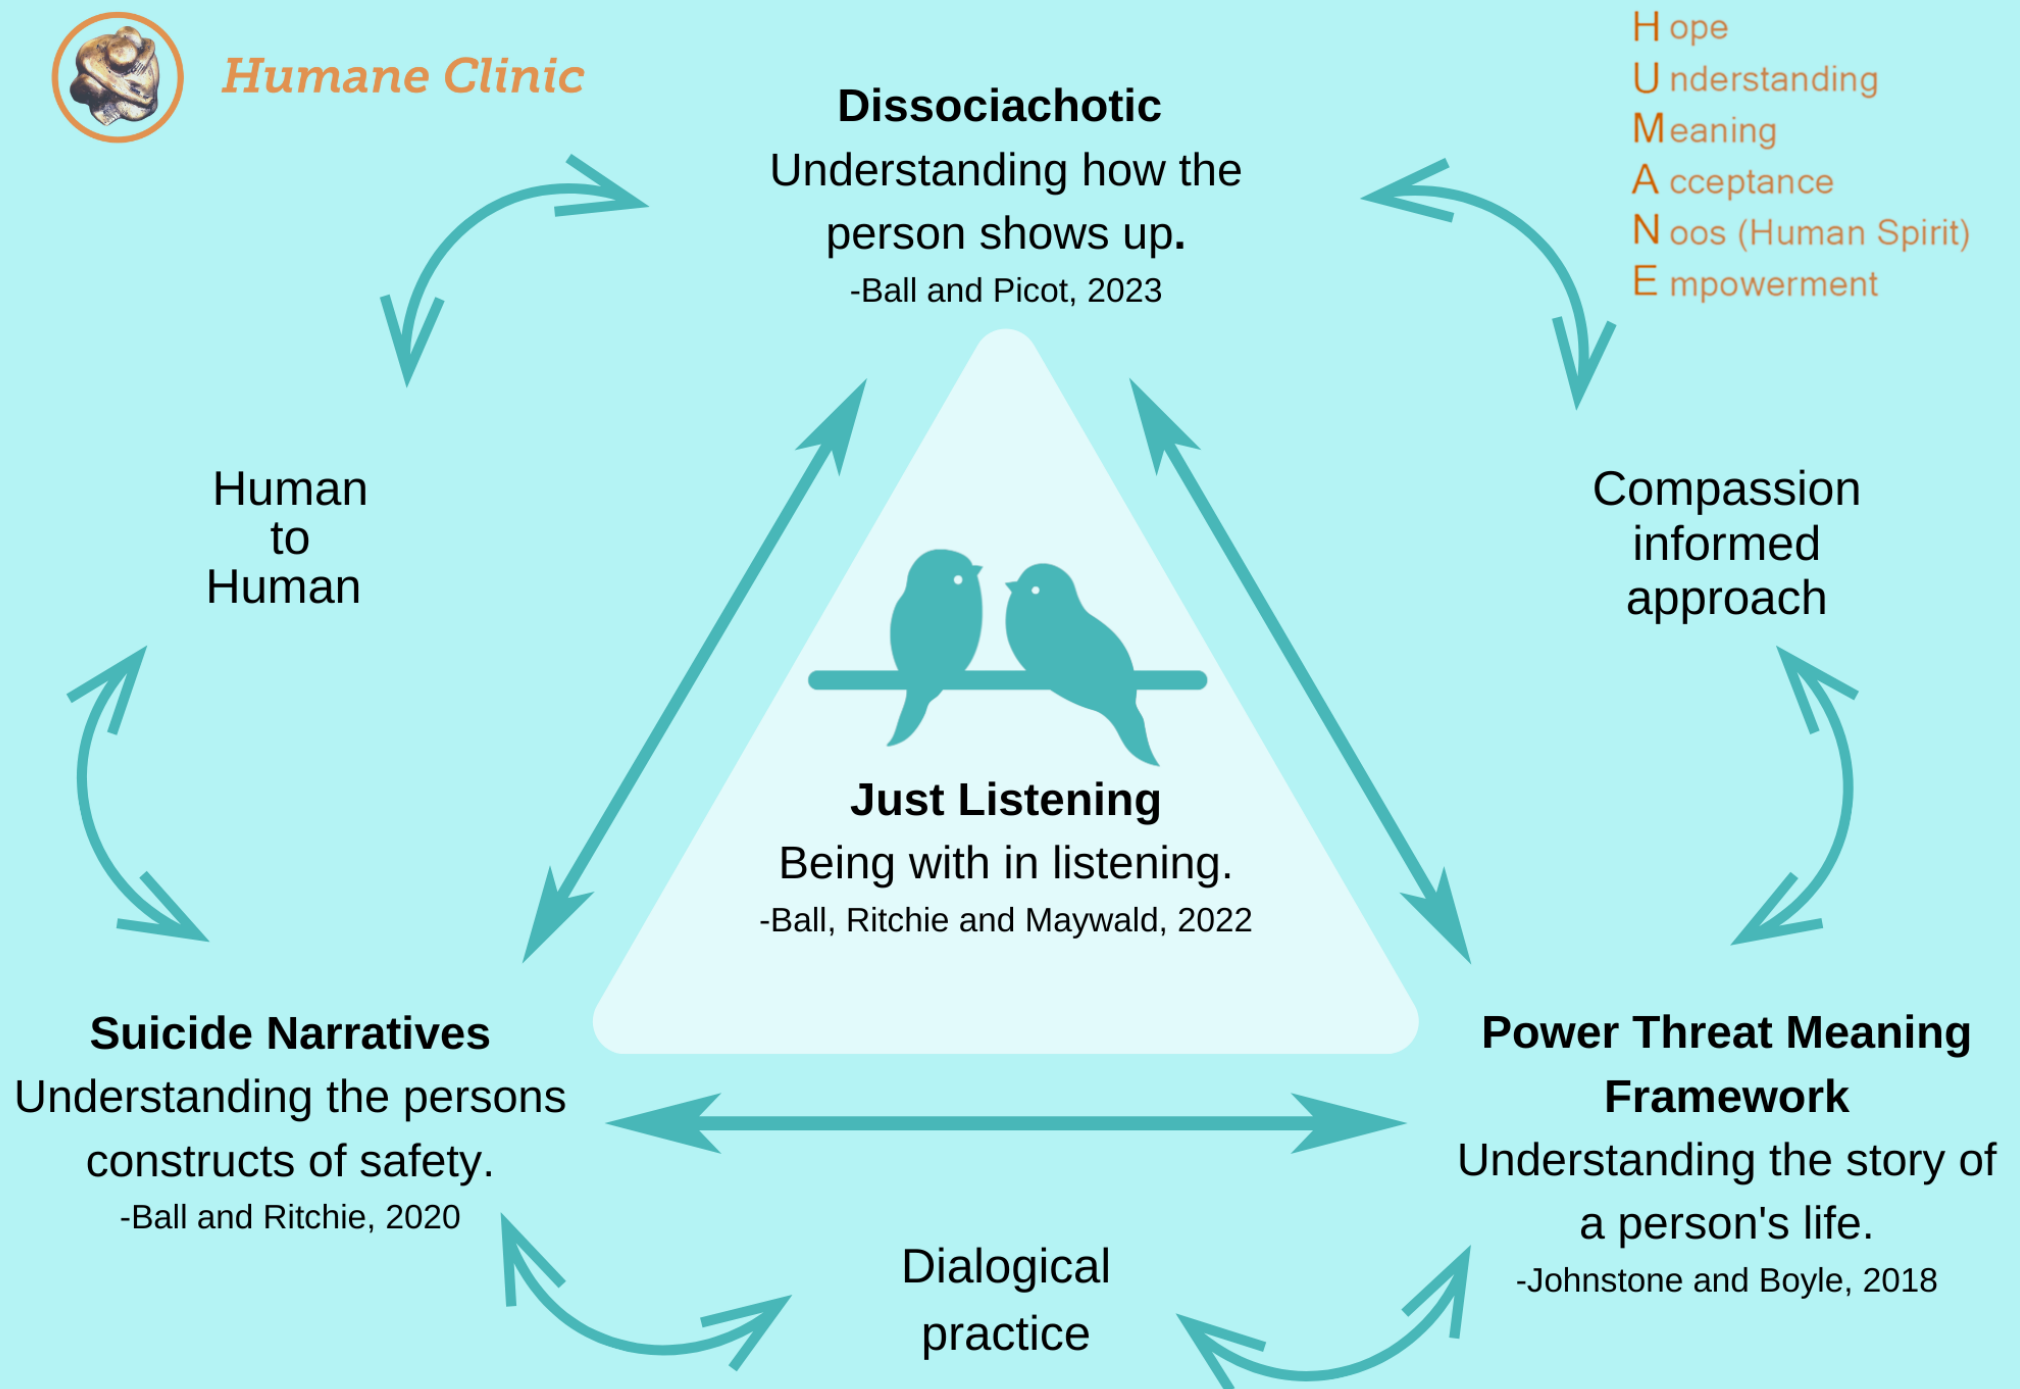 Humane Clinic
H ope
U nderstanding
M eaning
A cceptance
N oos (Human Spirit)
E mpowerment
Dissociachotic
Understanding how the
person shows up.
-Ball and Picot, 2023
Human
to
Human
Compassion
informed
approach
Just Listening
Being with in listening.
-Ball, Ritchie and Maywald, 2022
Suicide Narratives
Understanding the persons
constructs of safety.
-Ball and Ritchie, 2020
Power Threat Meaning
Framework
Understanding the story of
a person's life.
-Johnstone and Boyle, 2018
Dialogical
practice